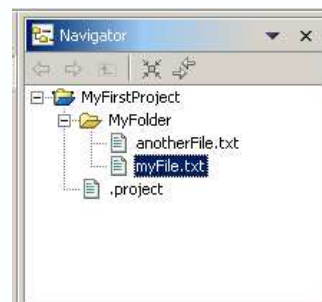 Navigator
MyFirstProject
MyFolder
anotherFile.txt
myFile.txt
.project